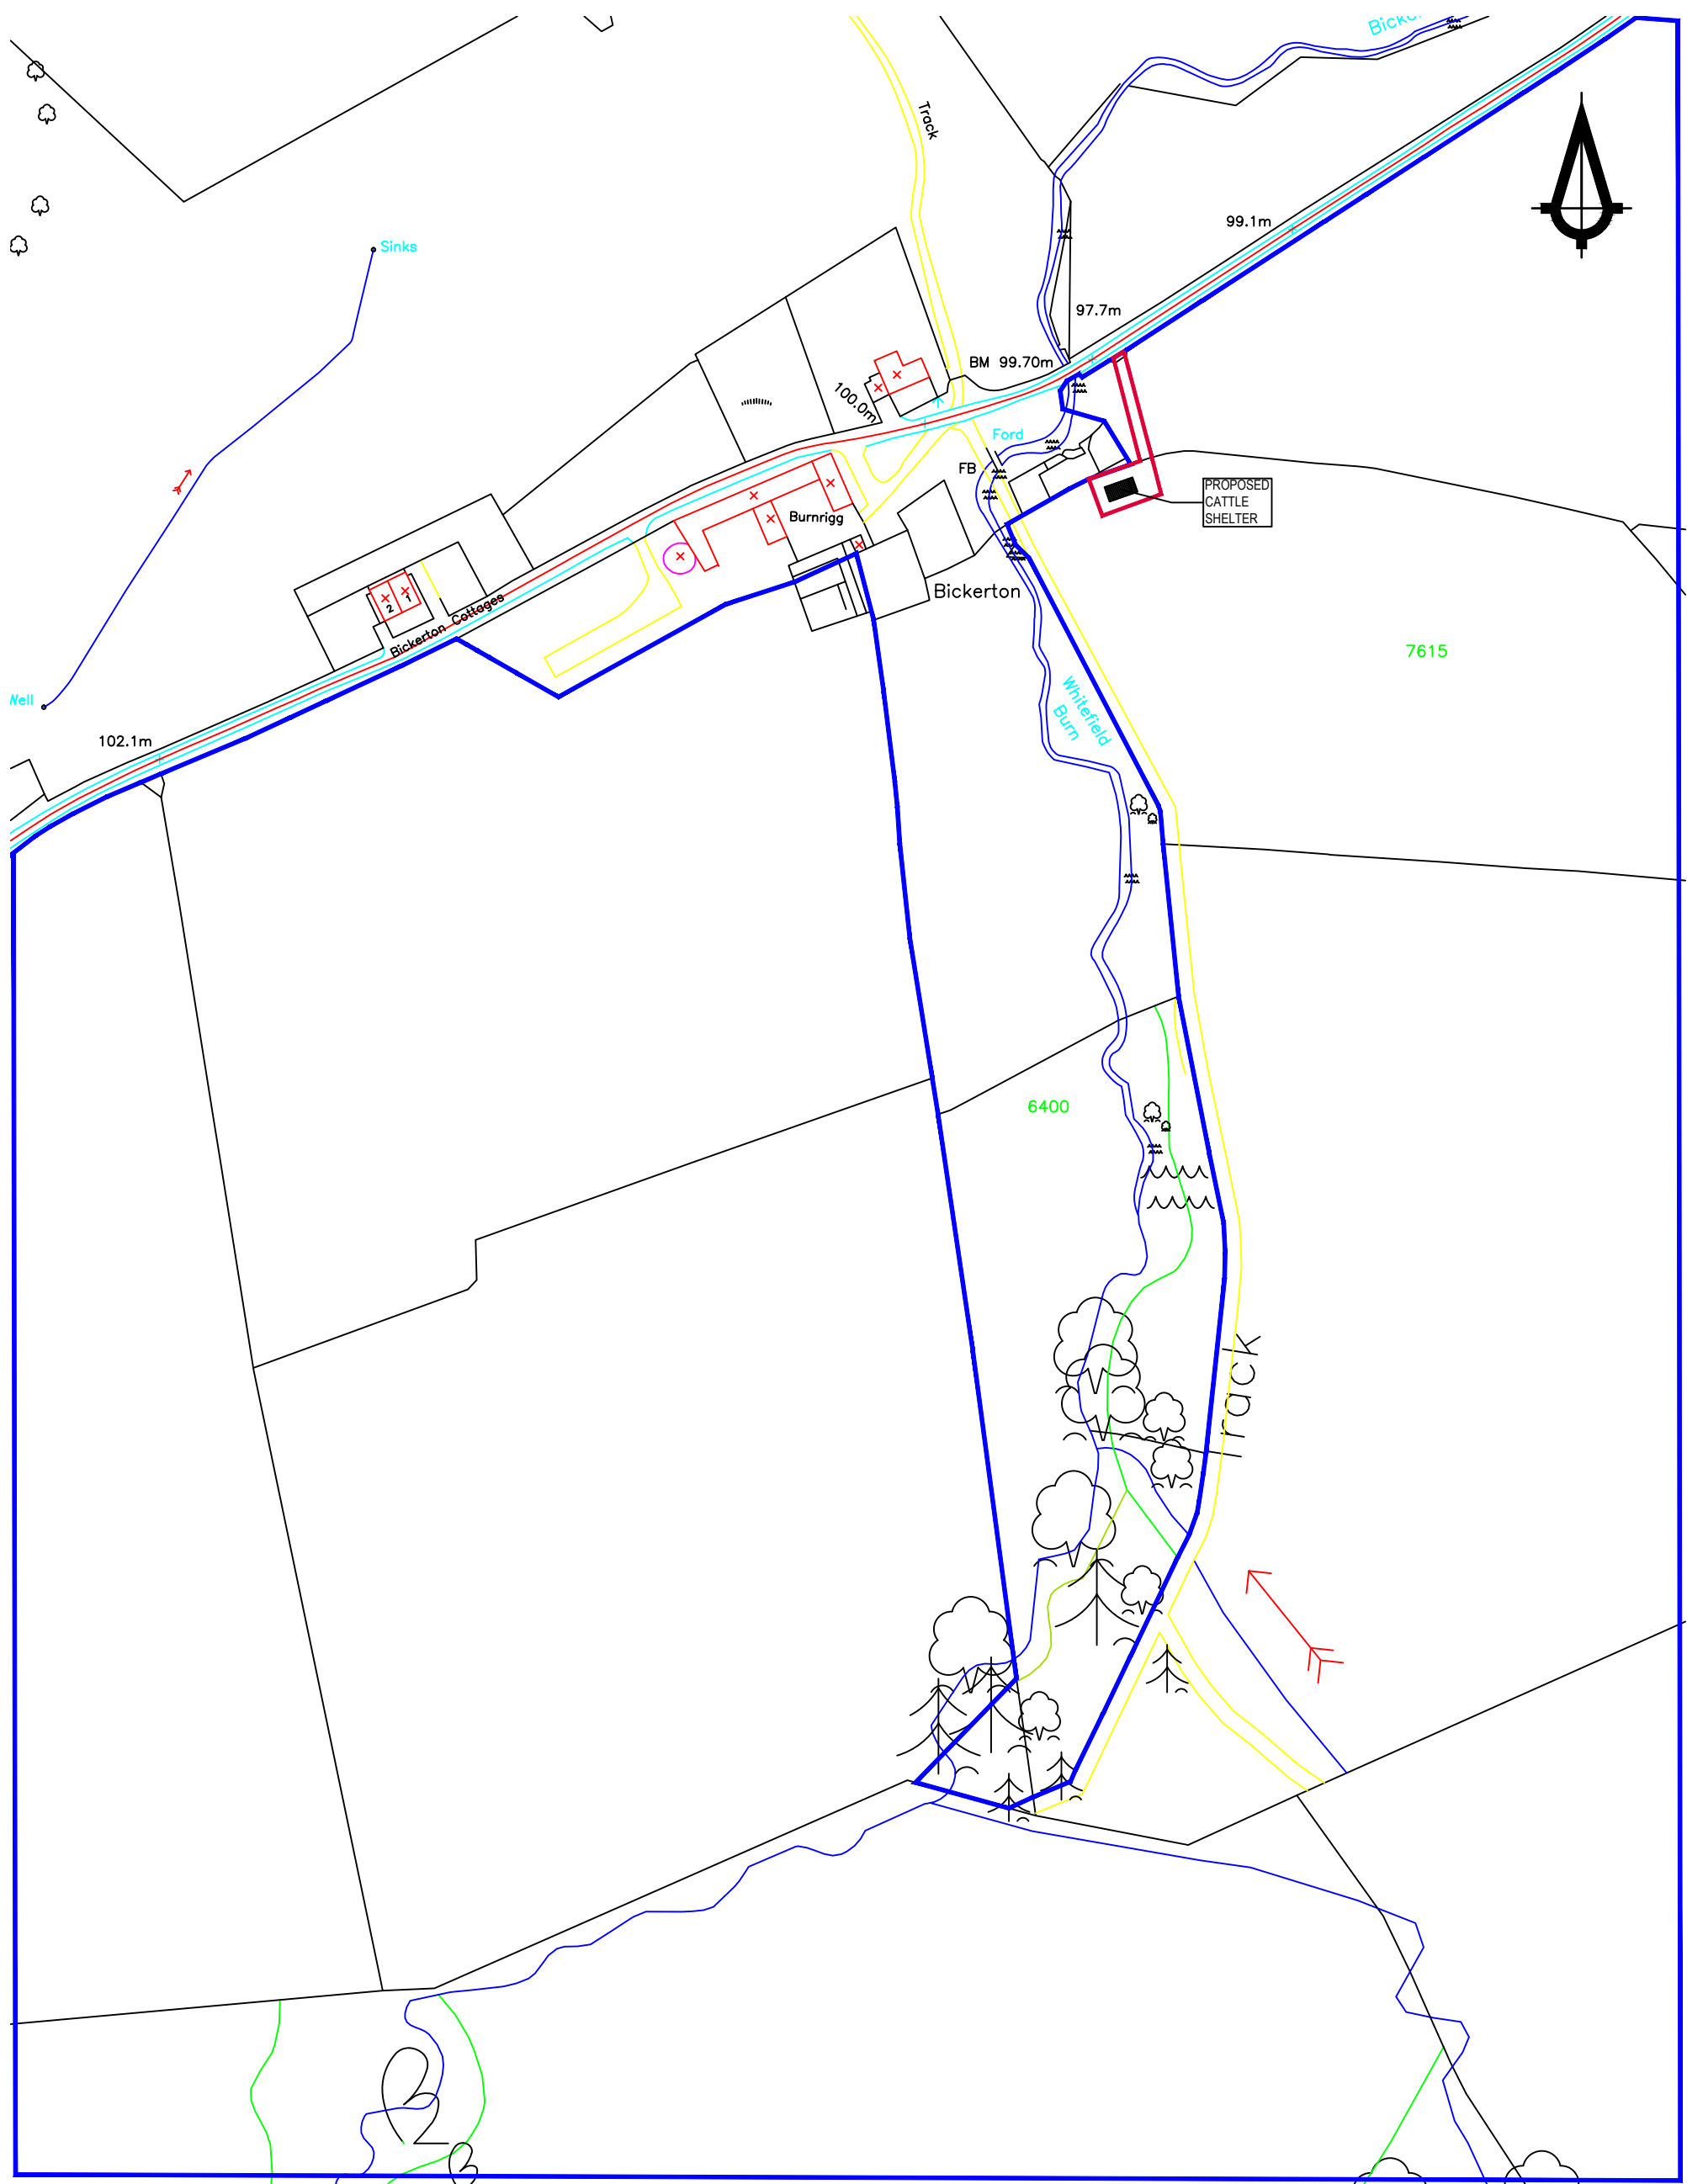 Track
Sinks
99.1m
97.7m
BM 99.70m
100.0m
Ford
FB
PROPOSED
CATTLE
SHELTER
Burnrigg
Bickerton
2
1
Bickerton Cottages
7615
Well
Whitefield
Burn
102.1m
6400
Track